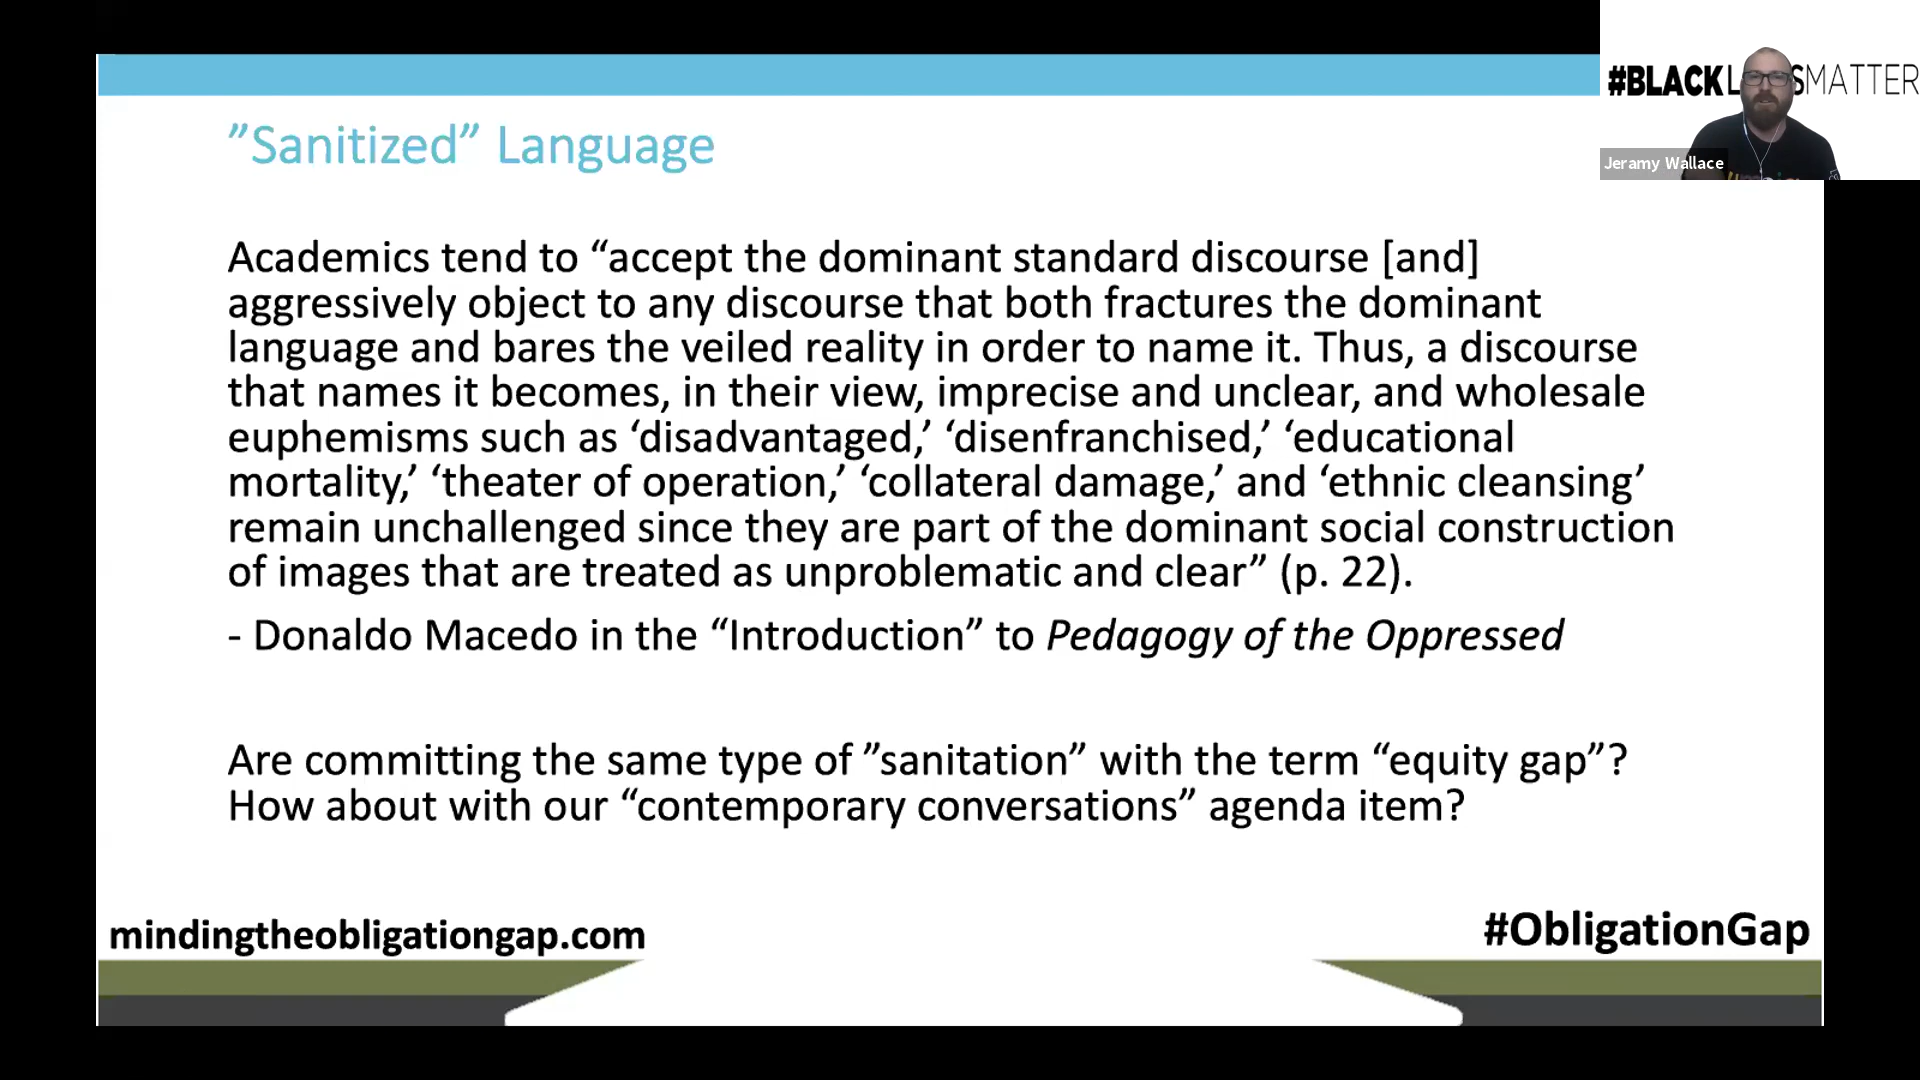 #BLACKL SMATTER
Jeramy Wallace
”Sanitized” Language
Academics tend to “accept the dominant standard discourse [and]
aggressively object to any discourse that both fractures the dominant
language and bares the veiled reality in order to name it. Thus, a discourse
that names it becomes, in their view, imprecise and unclear, and wholesale
euphemisms such as ‘disadvantaged,’ ‘disenfranchised,’ ‘educational
mortality,’ ‘theater of operation,’ ‘collateral damage,’ and ‘ethnic cleansing’
remain unchallenged since they are part of the dominant social construction
of images that are treated as unproblematic and clear” (p. 22).
- Donaldo Macedo in the “Introduction” to Pedagogy of the Oppressed
Are committing the same type of ”sanitation” with the term “equity gap”?
How about with our “contemporary conversations” agenda item?
mindingtheobligationgap.com
#ObligationGap